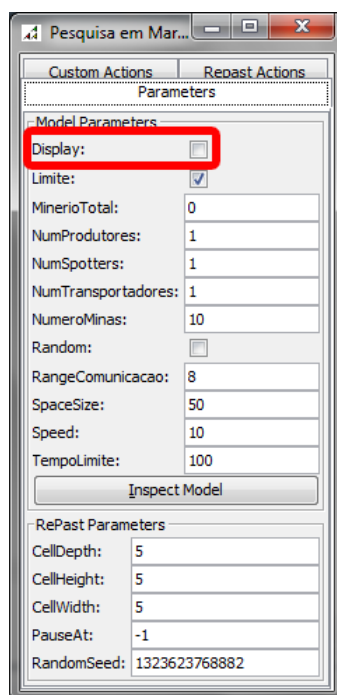 Pesquisa em Mar...
Custom Actions Repast Actions
Parameters
Model Parameters
Display:
Limite:
MinerioTotal: 0
NumProdutores: 1
NumSpotters: 1
NumTransportadores: 1
NumeroMinas: 10
Random:
RangeComunicacao: 8
SpaceSize: 50
Speed: 10
TempoLimite: 100
Inspect Model
RePast Parameters
CellDepth: 5
CellHeight: 5
CellWidth: 5
PauseAt: -1
RandomSeed: 1323623768882